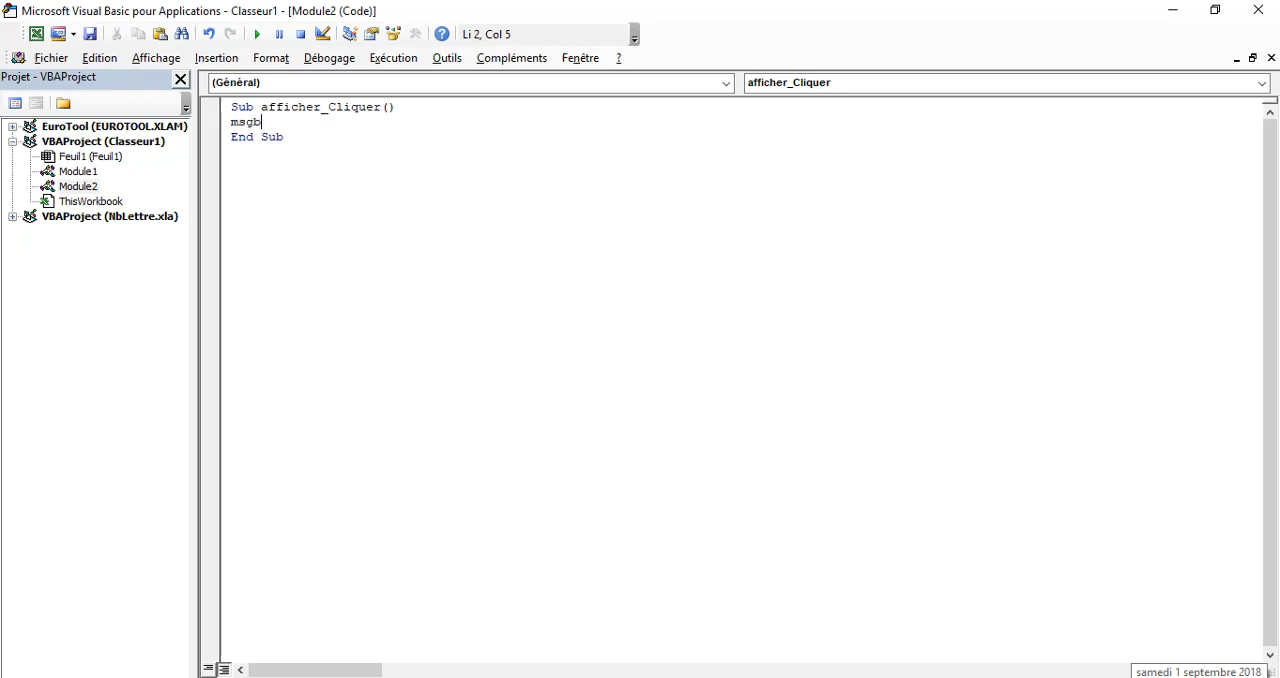 Microsoft Visual Basic pour Applications - Classeur1 - [Module2 (Code)]
Li 2, Col 5
Fichier Edition Affichage Insertion Format Débogage Exécution Outils Compléments Fenêtre ?
Projet - VBAProject
(Général) afficher_Cliquer
EuroTool (EUROTOOL.XLAM)
VBAProject (Classeur1)
Feuil1 (Feuil1)
Module1
Module2
ThisWorkbook
VBAProject (NbLettre.xla)
Sub afficher_Cliquer()
msgb
End Sub
samedi 1 septembre 2018